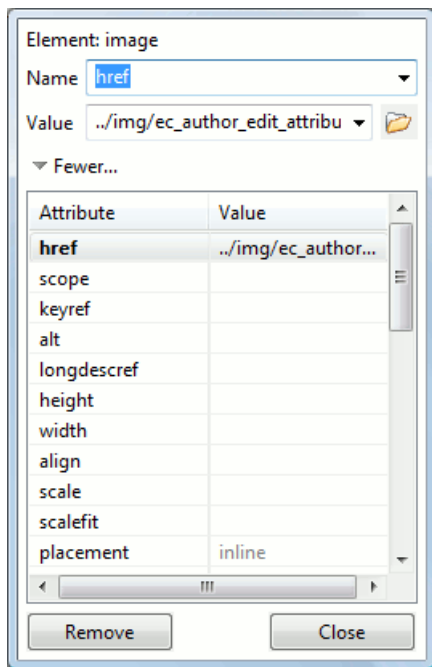 Element: image
Name href
Value ../img/ec_author_edit_attribu
Fewer...
Attribute Value
href ../img/ec_author...
scope
keyref
alt
longdescref
height
width
align
scale
scalefit
placement inline
Remove Close